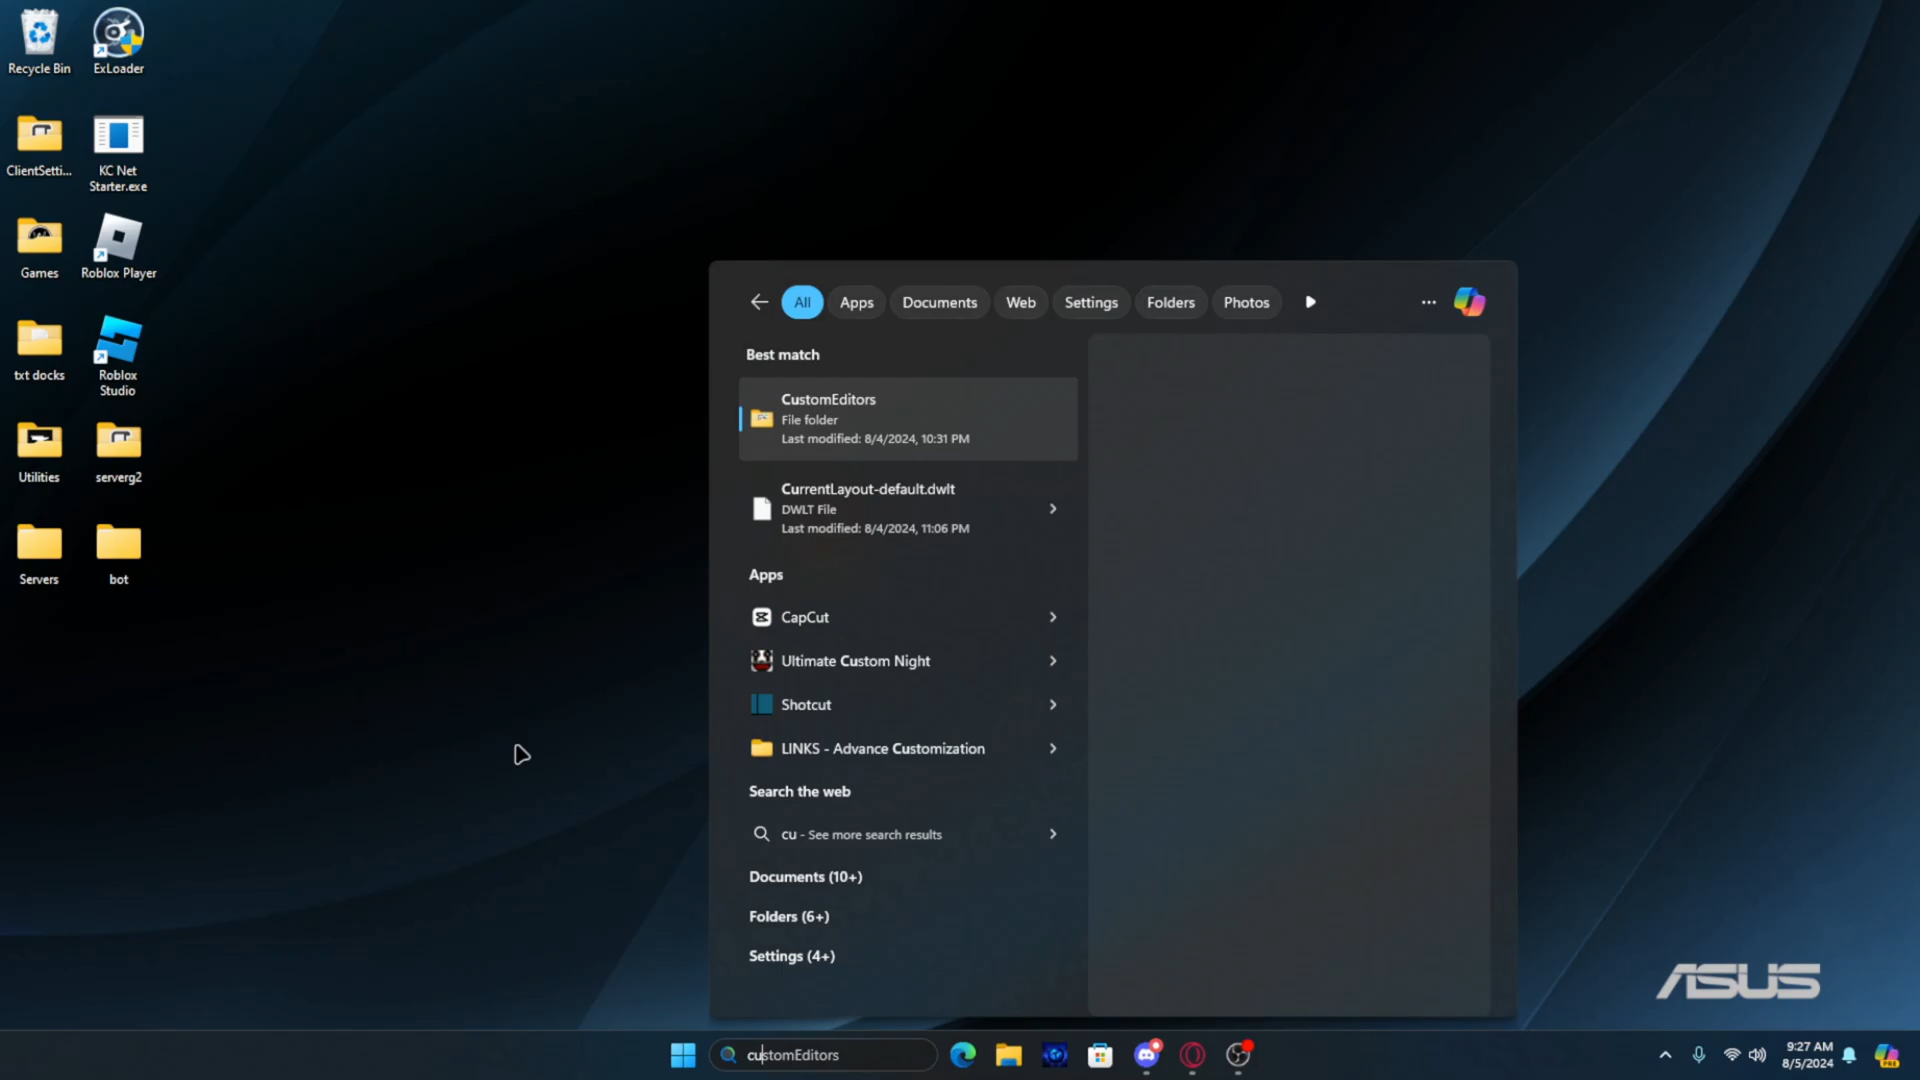 Recycle Bin
ExLoader
ClientSetti...
KC Net
Starter.exe
Games
Roblox Player
txt docks
Roblox
Studio
Utilities
serverg2
Servers
bot
All
Apps
Documents
Web
Settings
Folders
Photos
Best match
CustomEditors
File folder
Last modified: 8/4/2024, 10:31 PM
CurrentLayout-default.dwlt
DWLT File
Last modified: 8/4/2024, 11:06 PM
Apps
CapCut
Ultimate Custom Night
Shotcut
LINKS - Advance Customization
Search the web
cu - See more search results
Documents (10+)
Folders (6+)
Settings (4+)
ASUS
customEditors
9:27 AM
8/5/2024
PRE